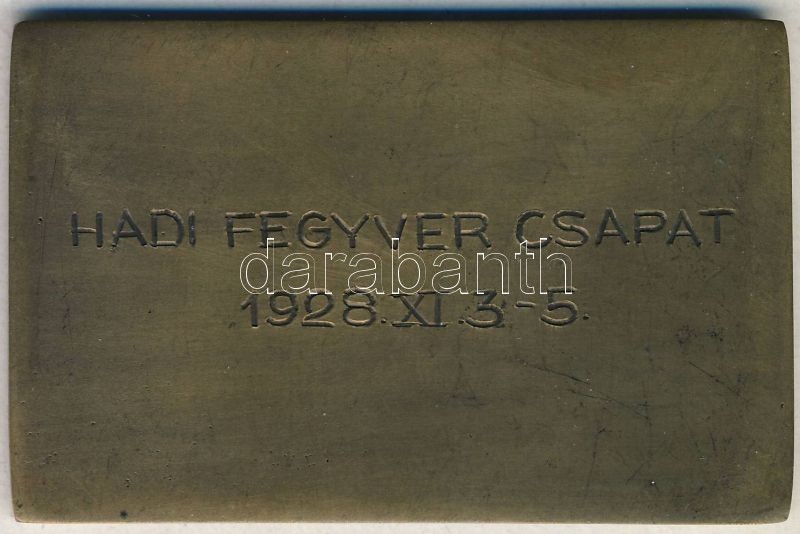 HADI FEGYVER CSAPAT
darabanth
1928.XI.3-5.